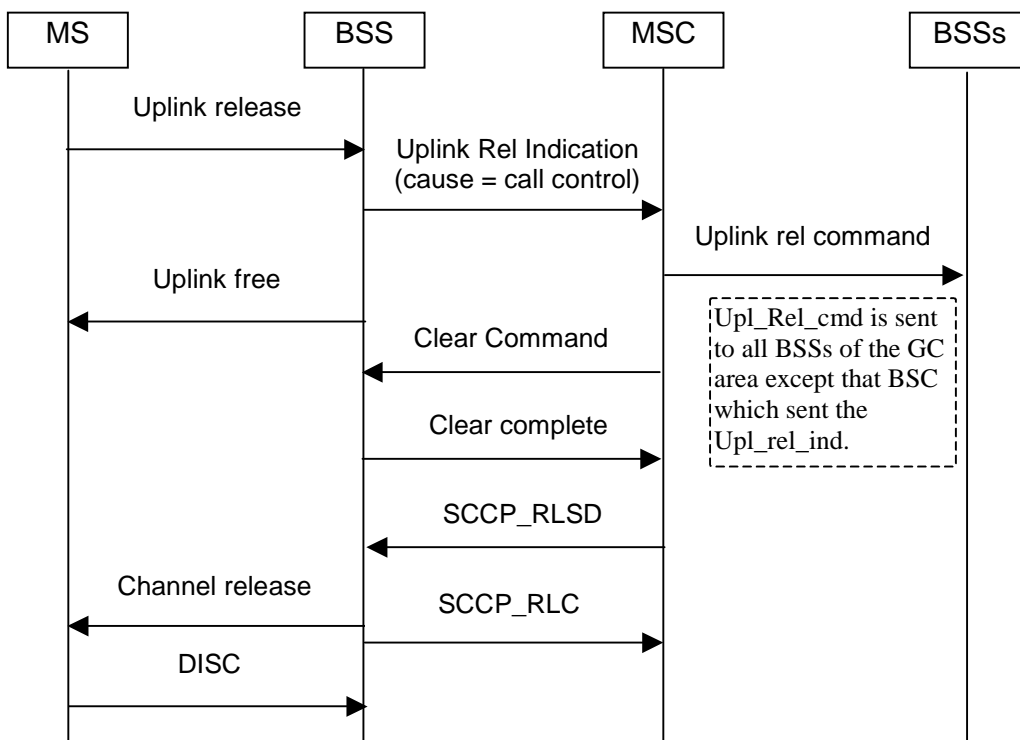 MS
BSS
MSC
BSSs
Uplink release
Uplink Rel Indication
(cause = call control)
Uplink rel command
Uplink free
Upl_Rel_cmd is sent
to all BSSs of the GC
area except that BSC
which sent the
Upl_rel_ind.
Clear Command
Clear complete
SCCP_RLSD
Channel release
SCCP_RLC
DISC